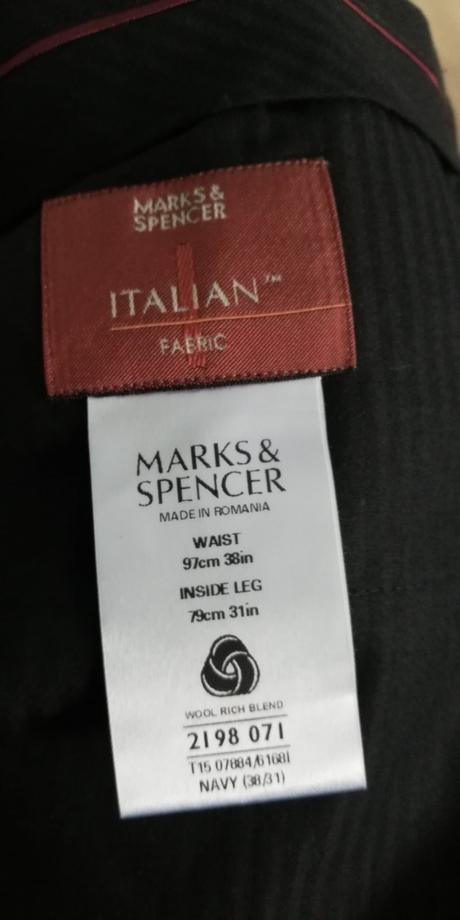 MARKS &
SPENCER
ITALIAN™
FABRIC
MARKS &
SPENCER
MADE IN ROMANIA
WAIST
97cm 38in
INSIDE LEG
79cm 31in
WOOL RICH BLEND
2198 071
T15 07884/6168I
NAVY (38/31)